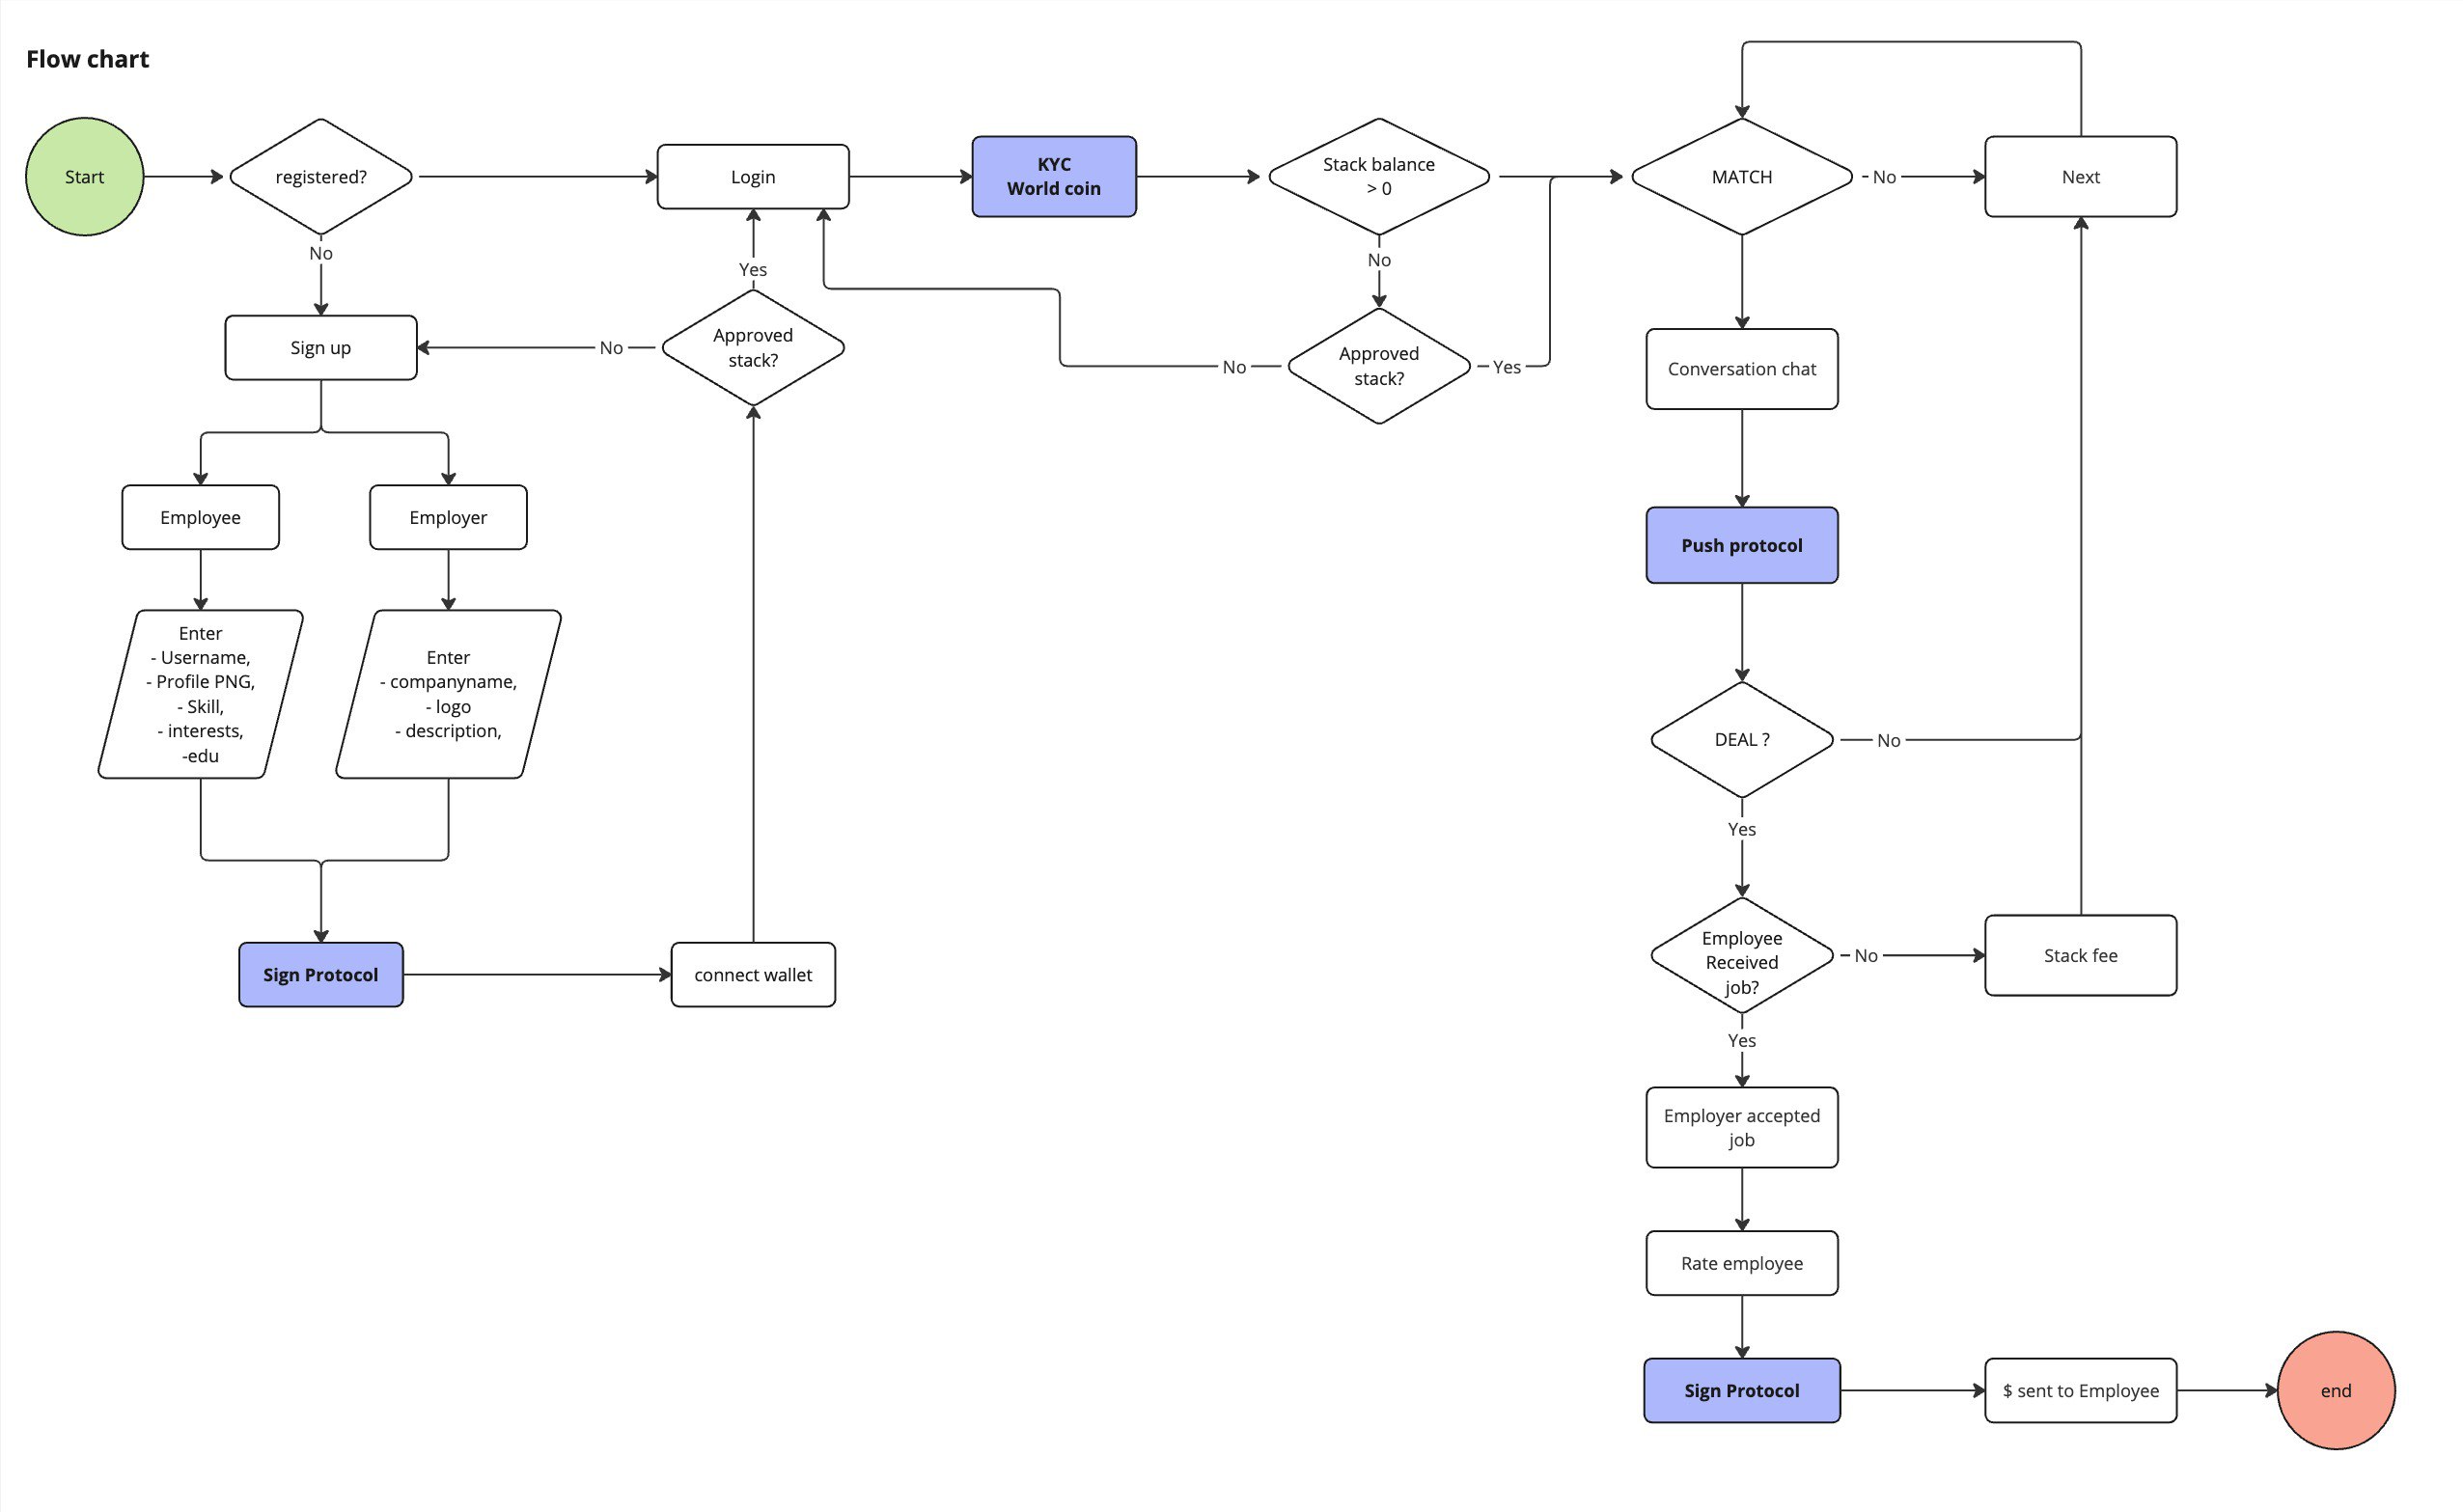 Flow chart
Start
registered?
Login
KYC
World coin
Stack balance
> 0
MATCH
No
Next
No
Yes
No
Sign up
No
Approved
stack?
No
Approved
stack?
Yes
Conversation chat
Employee
Employer
Push protocol
Enter
- Username,
- Profile PNG,
- Skill,
- interests,
-edu
Enter
- companyname,
- logo
- description,
DEAL ?
No
Yes
Sign Protocol
connect wallet
Employee
Received
job?
No
Stack fee
Yes
Employer accepted
job
Rate employee
Sign Protocol
$ sent to Employee
end